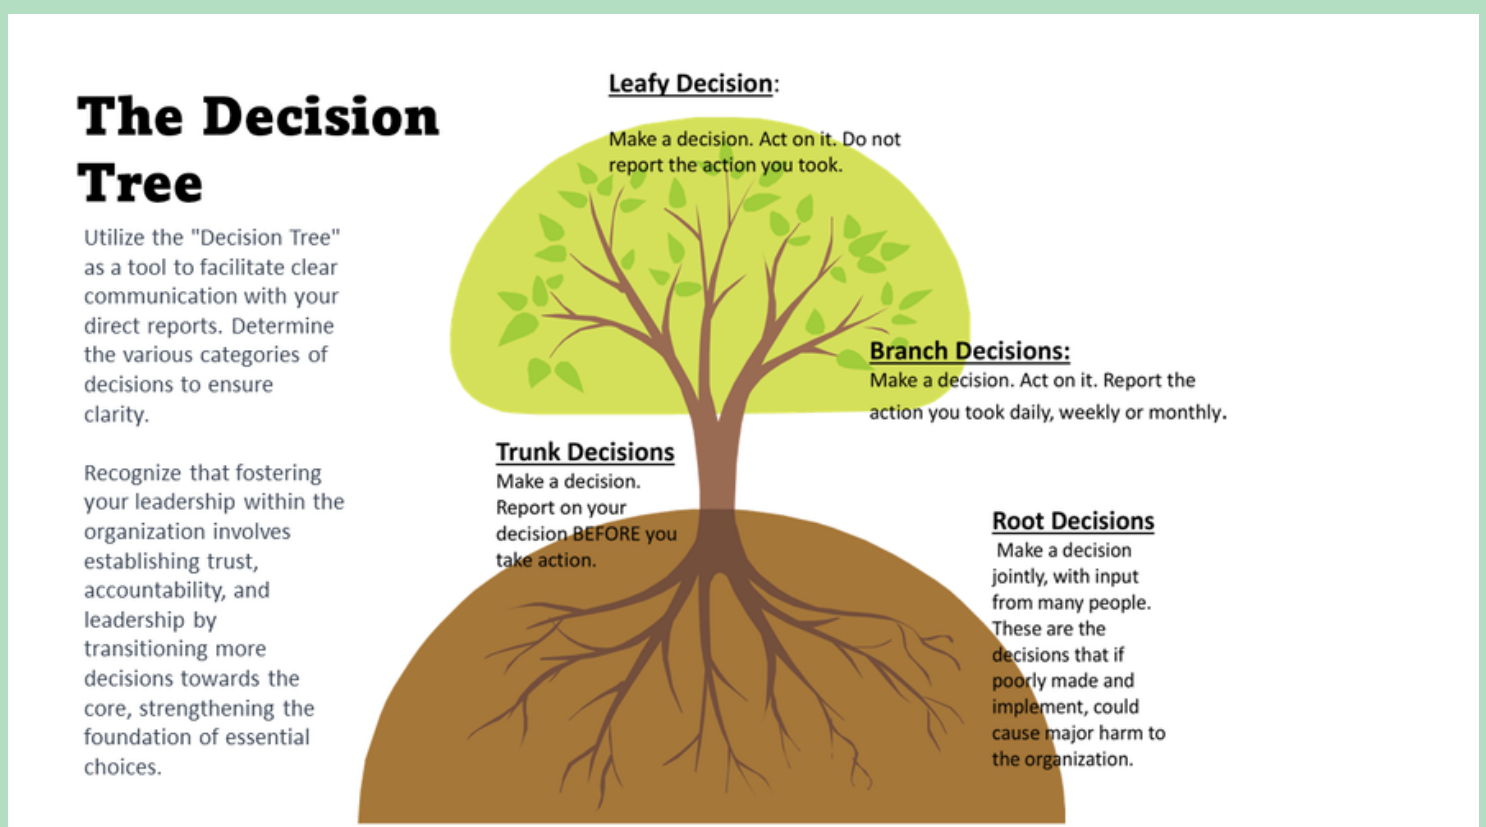 The Decision
Tree
Utilize the "Decision Tree"
as a tool to facilitate clear
communication with your
direct reports. Determine
the various categories of
decisions to ensure
clarity.
Recognize that fostering
your leadership within the
organization involves
establishing trust,
accountability, and
leadership by
transitioning more
decisions towards the
core, strengthening the
foundation of essential
choices.
Leafy Decision:
Make a decision. Act on it. Do not
report the action you took.
Branch Decisions:
Make a decision. Act on it. Report the
action you took daily, weekly or monthly.
Trunk Decisions
Make a decision.
Report on your
decision BEFORE you
take action.
Root Decisions
Make a decision
jointly, with input
from many people.
These are the
decisions that if
poorly made and
implement, could
cause major harm to
the organization.